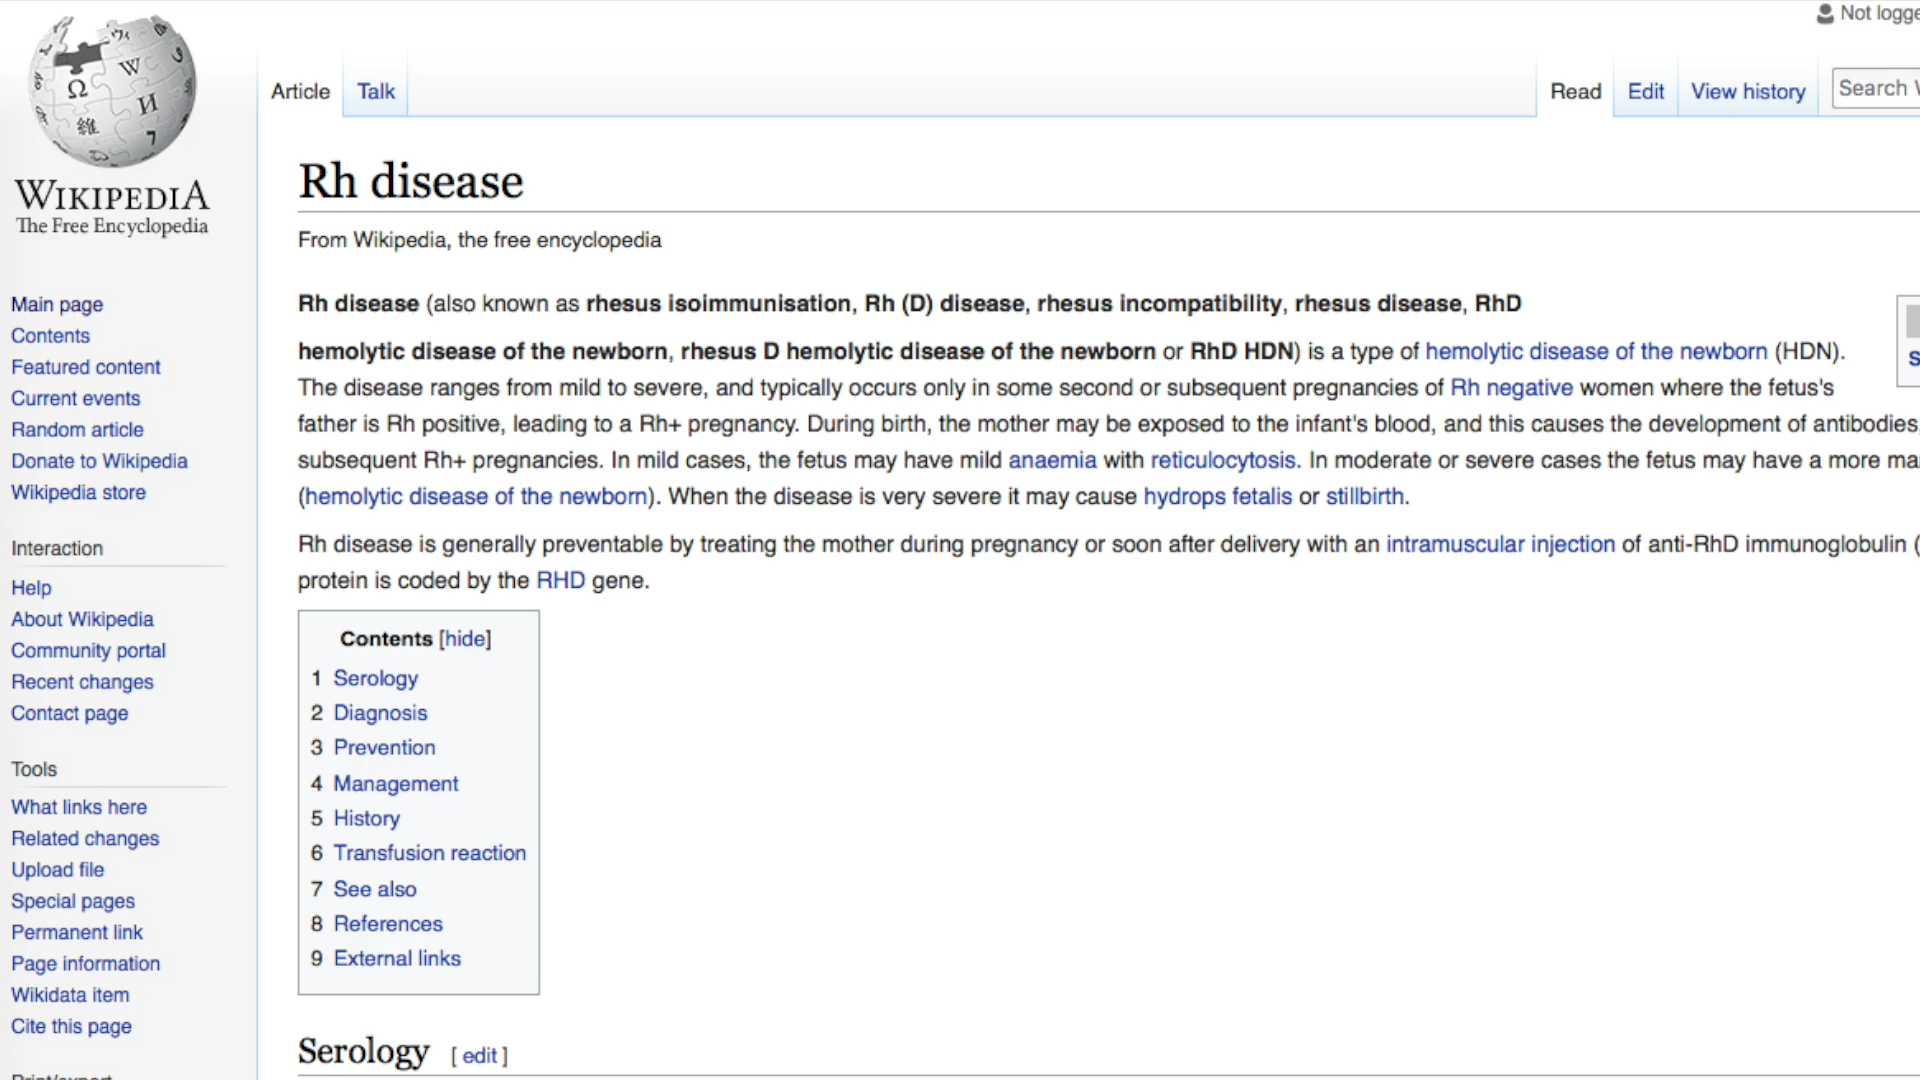 Not logge
WIKIPEDIA
The Free Encyclopedia
Article
Talk
Read
Edit
View history
Search
Rh disease
From Wikipedia, the free encyclopedia
Main page
Contents
Featured content
Current events
Random article
Donate to Wikipedia
Wikipedia store
Interaction
Help
About Wikipedia
Community portal
Recent changes
Contact page
Tools
What links here
Related changes
Upload file
Special pages
Permanent link
Page information
Wikidata item
Cite this page
Rh disease (also known as rhesus isoimmunisation, Rh (D) disease, rhesus incompatibility, rhesus disease, RhD
hemolytic disease of the newborn, rhesus D hemolytic disease of the newborn or RhD HDN) is a type of hemolytic disease of the newborn (HDN).
The disease ranges from mild to severe, and typically occurs only in some second or subsequent pregnancies of Rh negative women where the fetus's
father is Rh positive, leading to a Rh+ pregnancy. During birth, the mother may be exposed to the infant's blood, and this causes the development of antibodies,
subsequent Rh+ pregnancies. In mild cases, the fetus may have mild anaemia with reticulocytosis. In moderate or severe cases the fetus may have a more ma
(hemolytic disease of the newborn). When the disease is very severe it may cause hydrops fetalis or stillbirth.
Rh disease is generally preventable by treating the mother during pregnancy or soon after delivery with an intramuscular injection of anti-RhD immunoglobulin (
protein is coded by the RHD gene.
Contents [hide]
1 Serology
2 Diagnosis
3 Prevention
4 Management
5 History
6 Transfusion reaction
7 See also
8 References
9 External links
Serology [ edit ]